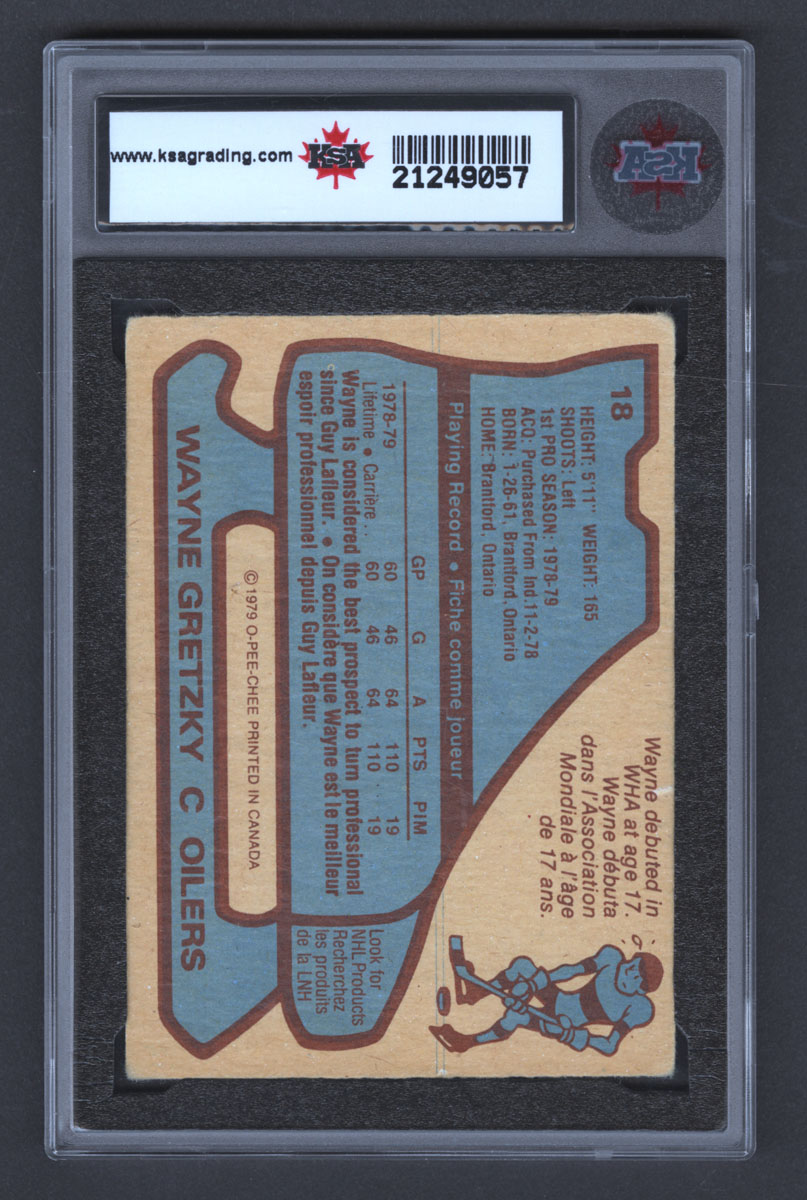 www.ksagrading.com
KSA
21249057
KSA
18
HEIGHT: 5'11" WEIGHT: 165
SHOOTS: Left
1st PRO SEASON: 1978-79
ACQ: Purchased From Ind. 11-2-78
BORN: 1-26-61, Brantford, Ontario
HOME: Brantford, Ontario
Wayne debuted in
WHA at age 17.
Wayne débuta
dans l'Association
Mondiale à l'âge
de 17 ans.
Playing Record • Fiche comme joueur
GP G A PTS PIM
1978-79 60 46 64 110 19
Lifetime • Carrière .. 60 46 64 110 19
Wayne is considered the best prospect to turn professional
since Guy Lafleur. • On considère que Wayne est le meilleur
espoir professionnel depuis Guy Lafleur.
Look for
NHL Products
Recherchez
les produits
de la LNH
© 1979 O-PEE-CHEE PRINTED IN CANADA
WAYNE GRETZKY C OILERS